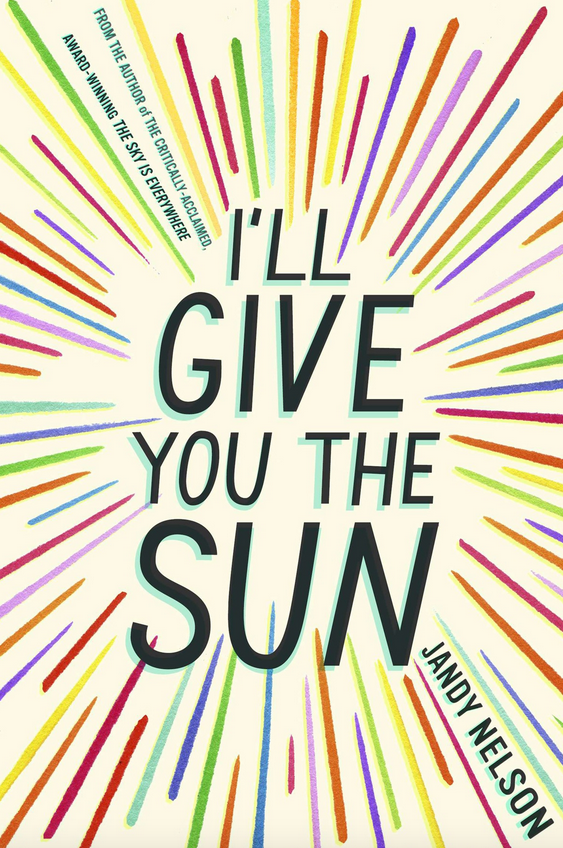 FROM THE AUTHOR of THE CRITICALLY-ACCLAIMED,
AWARD-WINNING THE SKY IS EVERYWHERE
I'LL
GIVE
YOU THE
SUN
JANDY NELSON